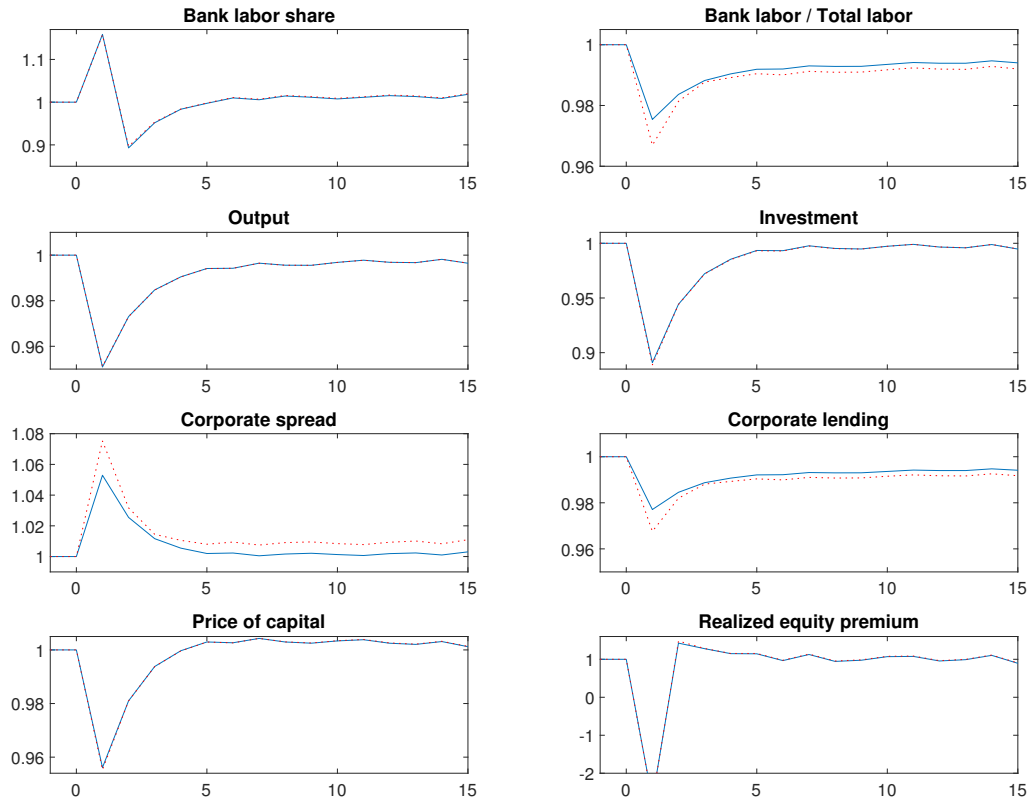 Bank labor share
1.1
1
0.9
0 5 10 15
Bank labor / Total labor
1
0.98
0.96
0 5 10 15
Output
1
0.98
0.96
0 5 10 15
Investment
1
0.95
0.9
0 5 10 15
Corporate spread
1.08
1.06
1.04
1.02
1
0 5 10 15
Corporate lending
1
0.98
0.96
0 5 10 15
Price of capital
1
0.98
0.96
0 5 10 15
Realized equity premium
1
0
-1
-2
0 5 10 15